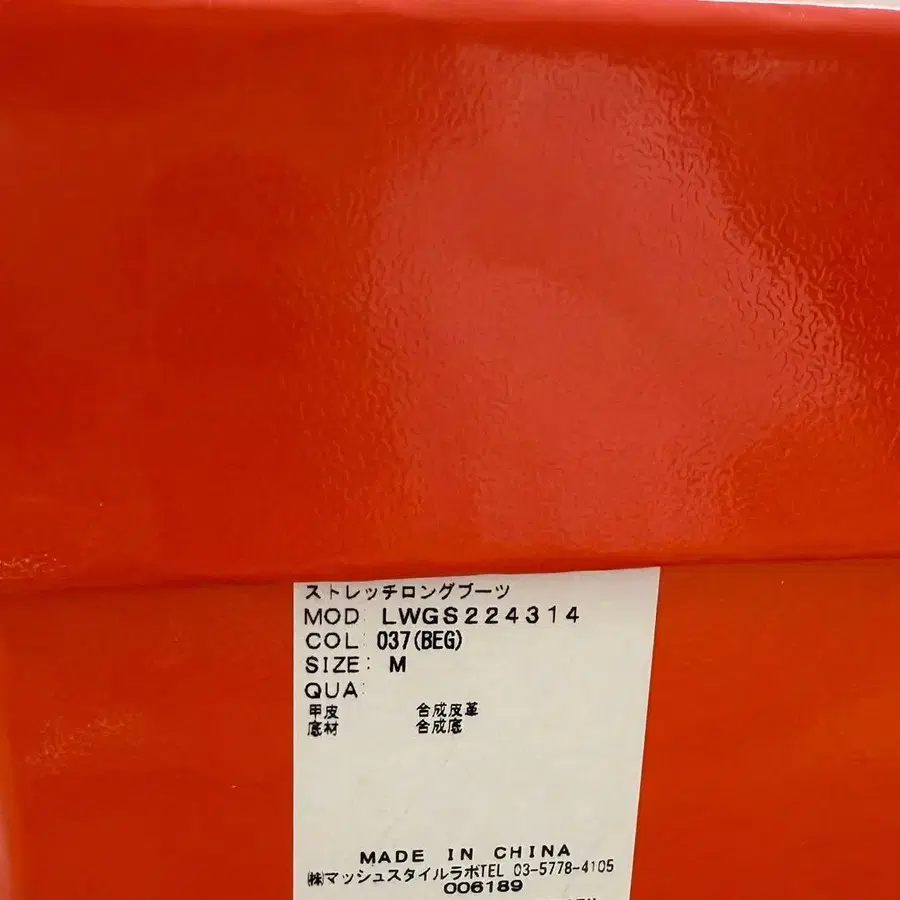 ストレッチロングブーツ
MOD: LWGS224314
COL: 037(BEG)
SIZE: M
QUA:
甲皮 合成皮革
底材 合成底
MADE IN CHINA
㈱マッシュスタイルラボTEL 03-5778-4105
006189